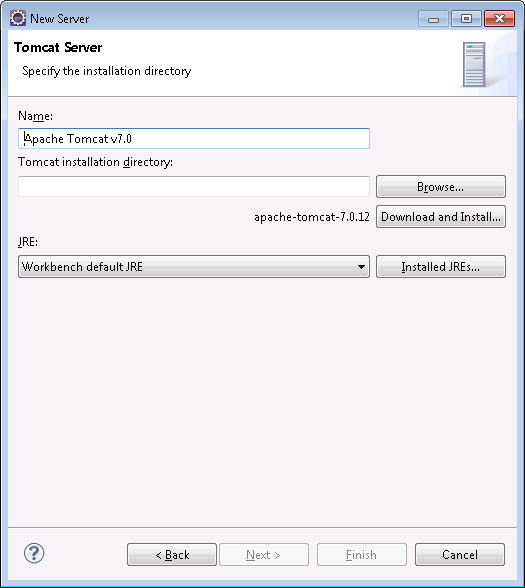 New Server
Tomcat Server
Specify the installation directory
Name:
Apache Tomcat v7.0
Tomcat installation directory:
Browse...
apache-tomcat-7.0.12 Download and Install...
JRE:
Workbench default JRE Installed JREs...
? < Back Next > Finish Cancel